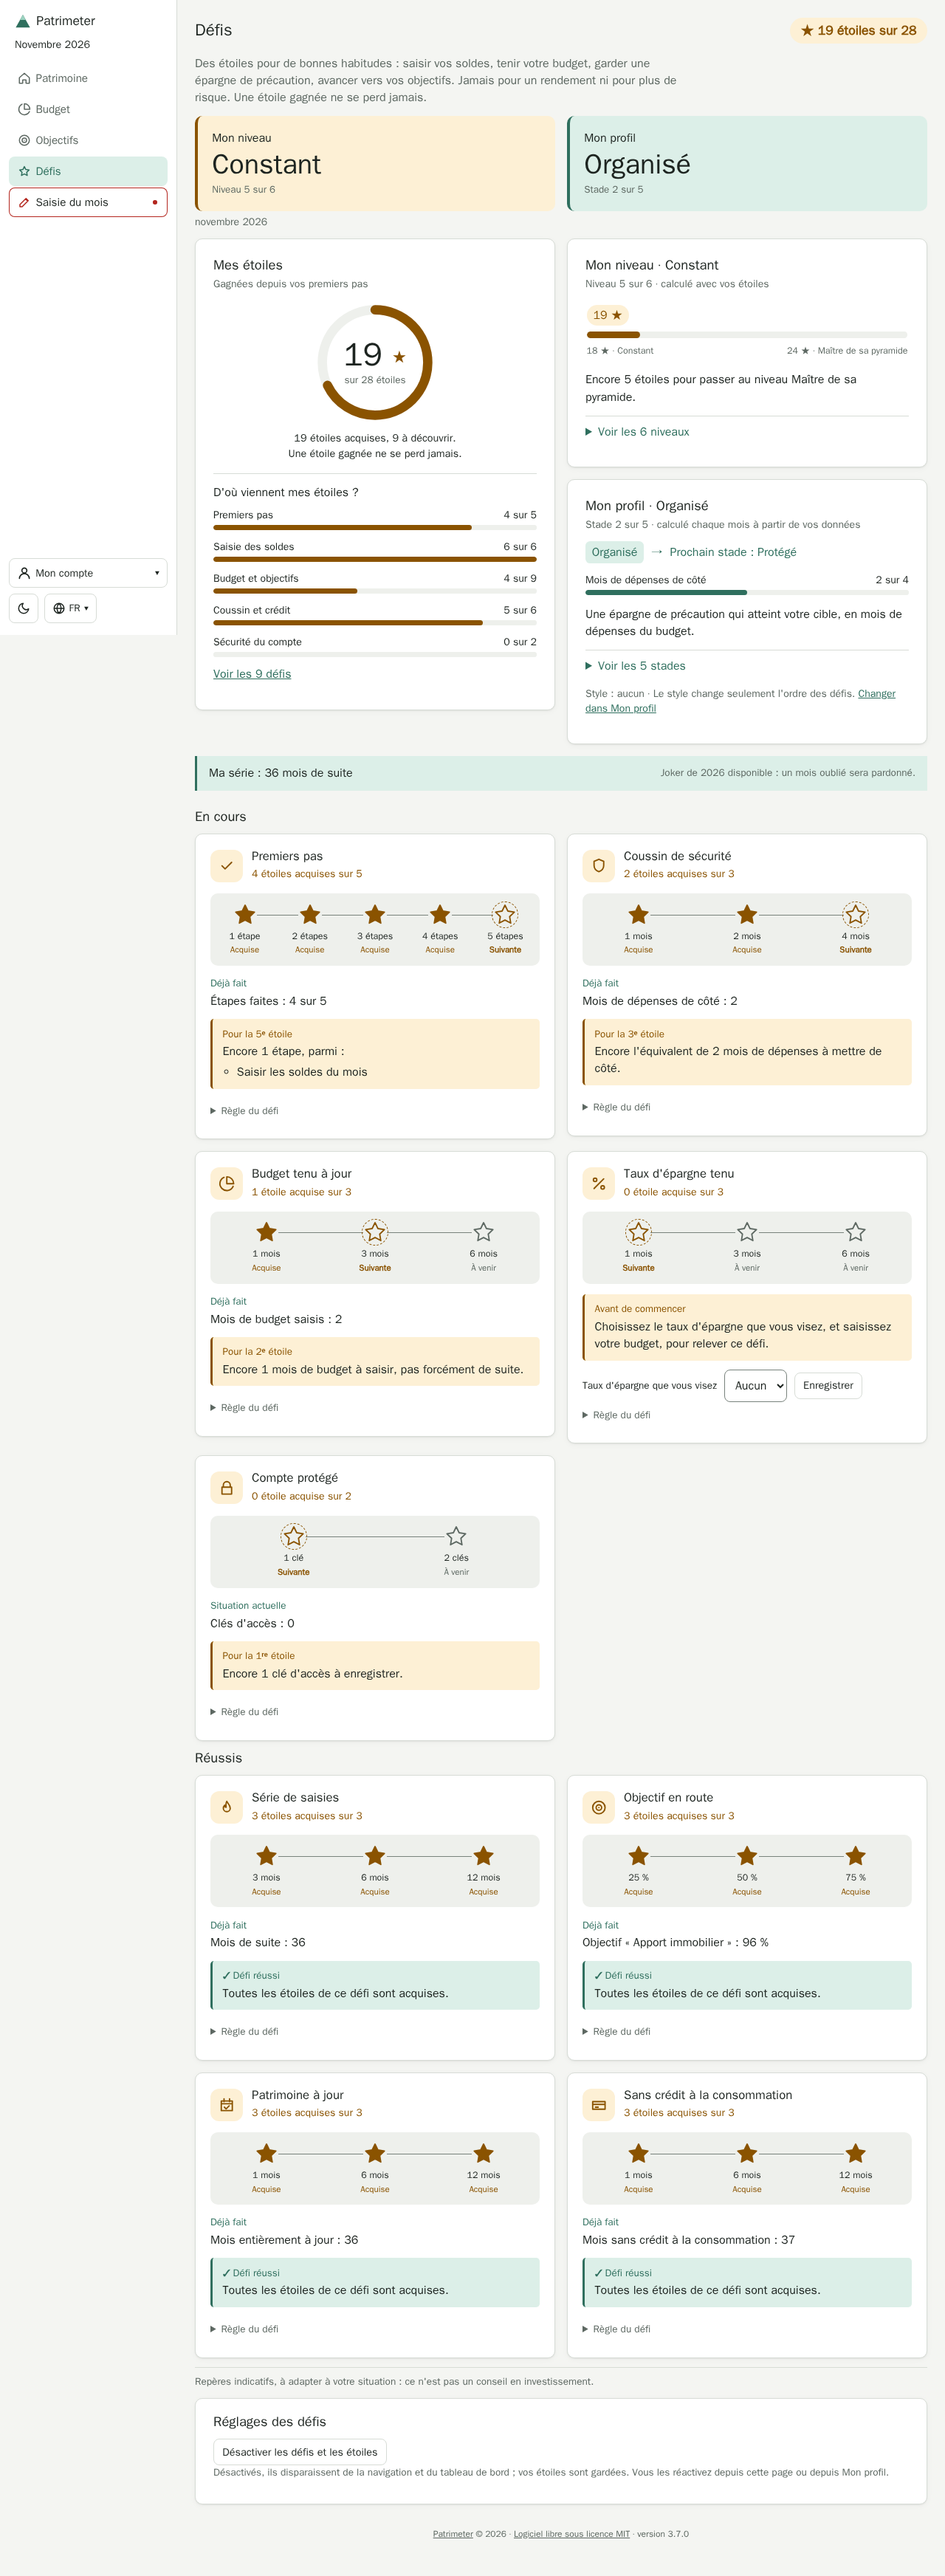 Patrimeter
Novembre 2026
Patrimoine
Budget
Objectifs
Défis
Saisie du mois
Mon compte
FR
Défis
★ 19 étoiles sur 28
Des étoiles pour de bonnes habitudes : saisir vos soldes, tenir votre budget, garder une
épargne de précaution, avancer vers vos objectifs. Jamais pour un rendement ni pour plus de
risque. Une étoile gagnée ne se perd jamais.
Mon niveau
Constant
Niveau 5 sur 6
Mon profil
Organisé
Stade 2 sur 5
novembre 2026
Mes étoiles
Gagnées depuis vos premiers pas
19 ★
sur 28 étoiles
19 étoiles acquises, 9 à découvrir.
Une étoile gagnée ne se perd jamais.
D'où viennent mes étoiles ?
Premiers pas 4 sur 5
Saisie des soldes 6 sur 6
Budget et objectifs 4 sur 9
Coussin et crédit 5 sur 6
Sécurité du compte 0 sur 2
Voir les 9 défis
Mon niveau · Constant
Niveau 5 sur 6 · calculé avec vos étoiles
19 ★
18 ★ · Constant 24 ★ · Maître de sa pyramide
Encore 5 étoiles pour passer au niveau Maître de sa
pyramide.
Voir les 6 niveaux
Mon profil · Organisé
Stade 2 sur 5 · calculé chaque mois à partir de vos données
Organisé → Prochain stade : Protégé
Mois de dépenses de côté 2 sur 4
Une épargne de précaution qui atteint votre cible, en mois de
dépenses du budget.
Voir les 5 stades
Style : aucun · Le style change seulement l'ordre des défis. Changer
dans Mon profil
Ma série : 36 mois de suite
Joker de 2026 disponible : un mois oublié sera pardonné.
En cours
Premiers pas
4 étoiles acquises sur 5
1 étape 2 étapes 3 étapes 4 étapes 5 étapes
Acquise Acquise Acquise Acquise Suivante
Déjà fait
Étapes faites : 4 sur 5
Pour la 5ᵉ étoile
Encore 1 étape, parmi :
Saisir les soldes du mois
Règle du défi
Coussin de sécurité
2 étoiles acquises sur 3
1 mois 2 mois 4 mois
Acquise Acquise Suivante
Déjà fait
Mois de dépenses de côté : 2
Pour la 3ᵉ étoile
Encore l'équivalent de 2 mois de dépenses à mettre de
côté.
Règle du défi
Budget tenu à jour
1 étoile acquise sur 3
1 mois 3 mois 6 mois
Acquise Suivante À venir
Déjà fait
Mois de budget saisis : 2
Pour la 2ᵉ étoile
Encore 1 mois de budget à saisir, pas forcément de suite.
Règle du défi
Taux d'épargne tenu
0 étoile acquise sur 3
1 mois 3 mois 6 mois
Suivante À venir À venir
Avant de commencer
Choisissez le taux d'épargne que vous visez, et saisissez
votre budget, pour relever ce défi.
Taux d'épargne que vous visez Aucun Enregistrer
Règle du défi
Compte protégé
0 étoile acquise sur 2
1 clé 2 clés
Suivante À venir
Situation actuelle
Clés d'accès : 0
Pour la 1ʳᵉ étoile
Encore 1 clé d'accès à enregistrer.
Règle du défi
Réussis
Série de saisies
3 étoiles acquises sur 3
3 mois 6 mois 12 mois
Acquise Acquise Acquise
Déjà fait
Mois de suite : 36
✓ Défi réussi
Toutes les étoiles de ce défi sont acquises.
Règle du défi
Objectif en route
3 étoiles acquises sur 3
25 % 50 % 75 %
Acquise Acquise Acquise
Déjà fait
Objectif « Apport immobilier » : 96 %
✓ Défi réussi
Toutes les étoiles de ce défi sont acquises.
Règle du défi
Patrimoine à jour
3 étoiles acquises sur 3
1 mois 6 mois 12 mois
Acquise Acquise Acquise
Déjà fait
Mois entièrement à jour : 36
✓ Défi réussi
Toutes les étoiles de ce défi sont acquises.
Règle du défi
Sans crédit à la consommation
3 étoiles acquises sur 3
1 mois 6 mois 12 mois
Acquise Acquise Acquise
Déjà fait
Mois sans crédit à la consommation : 37
✓ Défi réussi
Toutes les étoiles de ce défi sont acquises.
Règle du défi
Repères indicatifs, à adapter à votre situation : ce n'est pas un conseil en investissement.
Réglages des défis
Désactiver les défis et les étoiles
Désactivés, ils disparaissent de la navigation et du tableau de bord ; vos étoiles sont gardées. Vous les réactivez depuis cette page ou depuis Mon profil.
Patrimeter © 2026 · Logiciel libre sous licence MIT · version 3.7.0